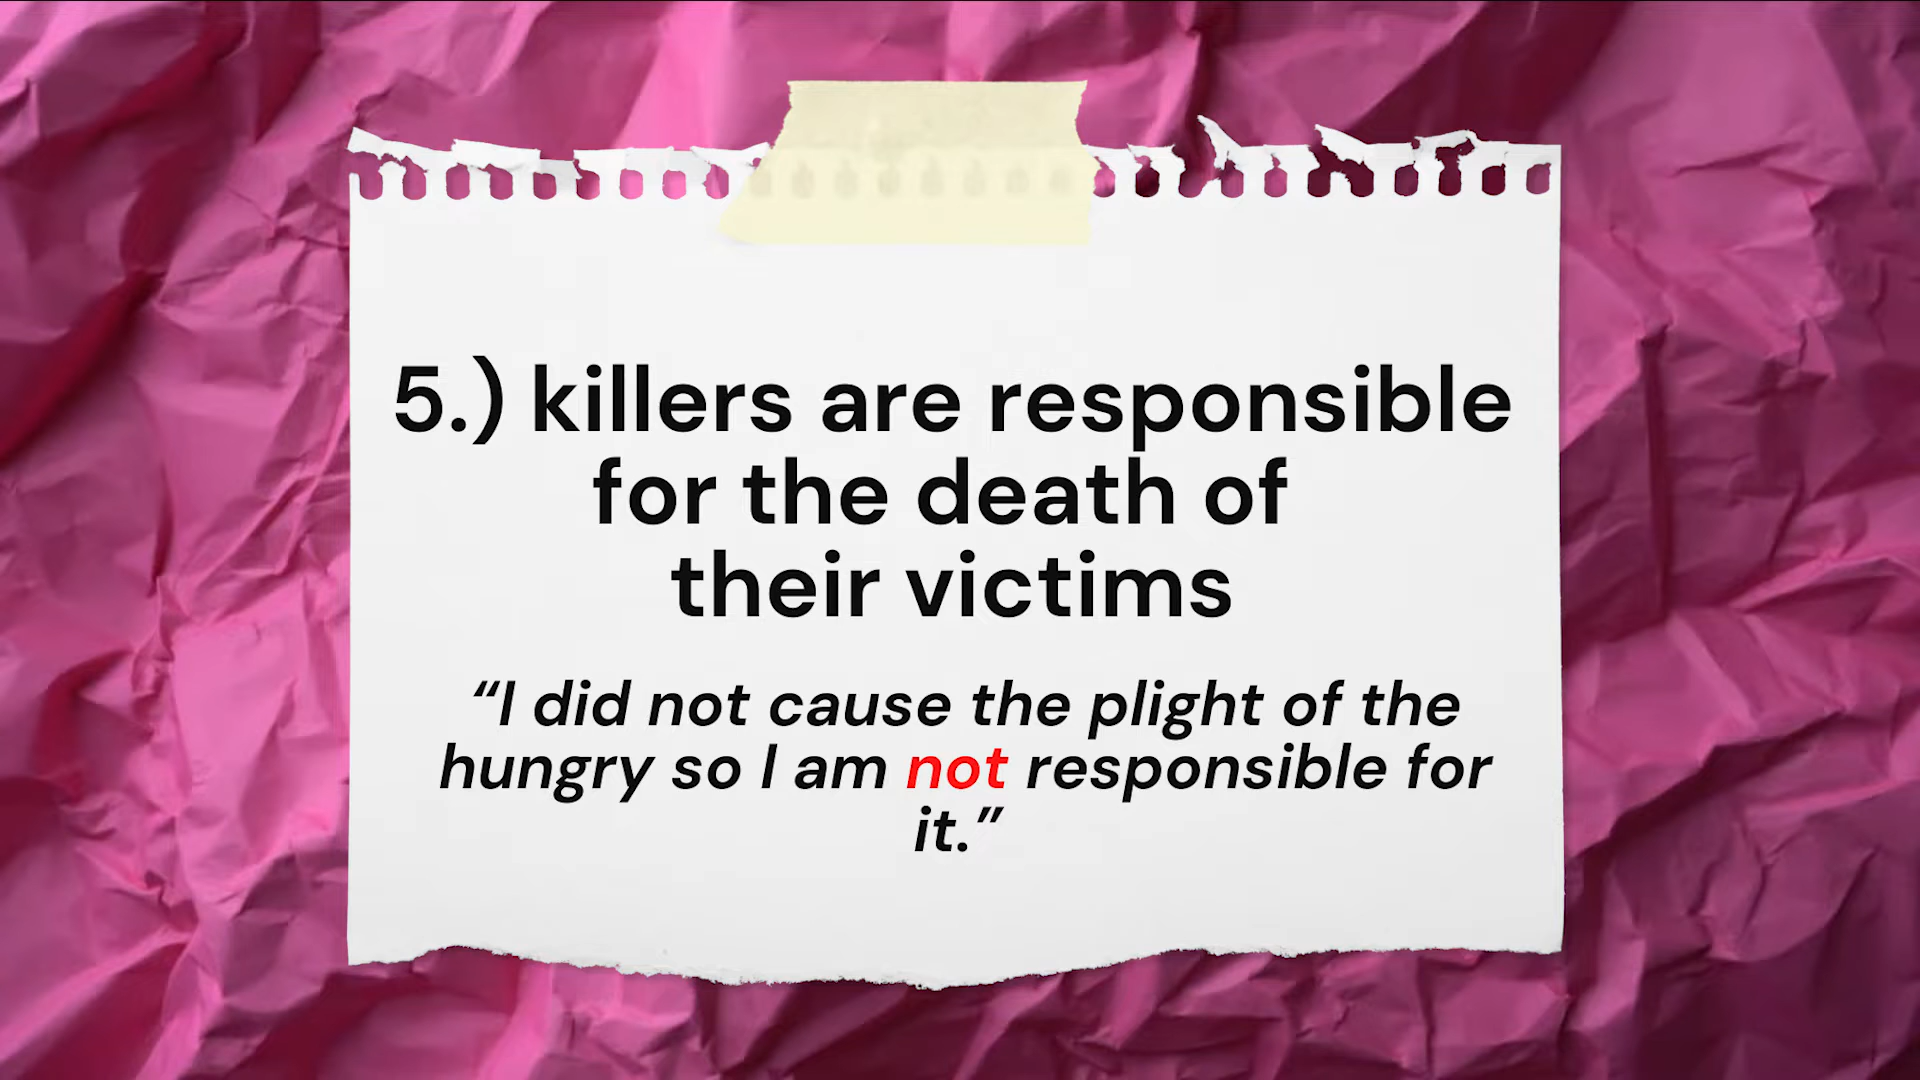 5.) killers are responsible
for the death of
their victims
“I did not cause the plight of the
hungry so I am not responsible for
it.”